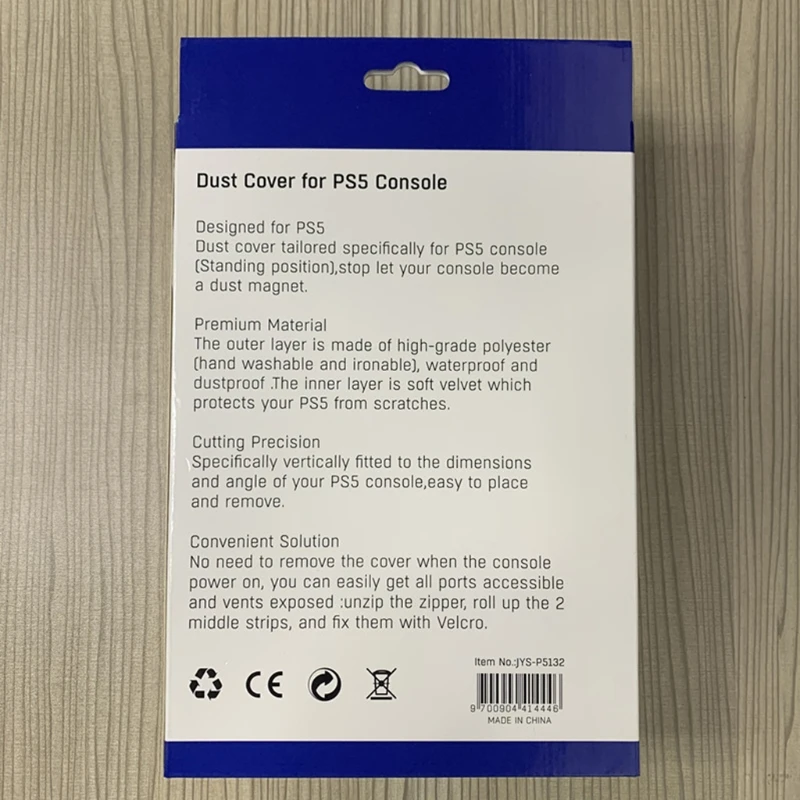 Dust Cover for PS5 Console
Designed for PS5
Dust cover tailored specifically for PS5 console
(Standing position),stop let your console become
a dust magnet.
Premium Material
The outer layer is made of high-grade polyester
(hand washable and ironable), waterproof and
dustproof .The inner layer is soft velvet which
protects your PS5 from scratches.
Cutting Precision
Specifically vertically fitted to the dimensions
and angle of your PS5 console,easy to place
and remove.
Convenient Solution
No need to remove the cover when the console
power on, you can easily get all ports accessible
and vents exposed :unzip the zipper, roll up the 2
middle strips, and fix them with Velcro.
CE
Item No.:JYS-P5132
9 700904 414446
MADE IN CHINA